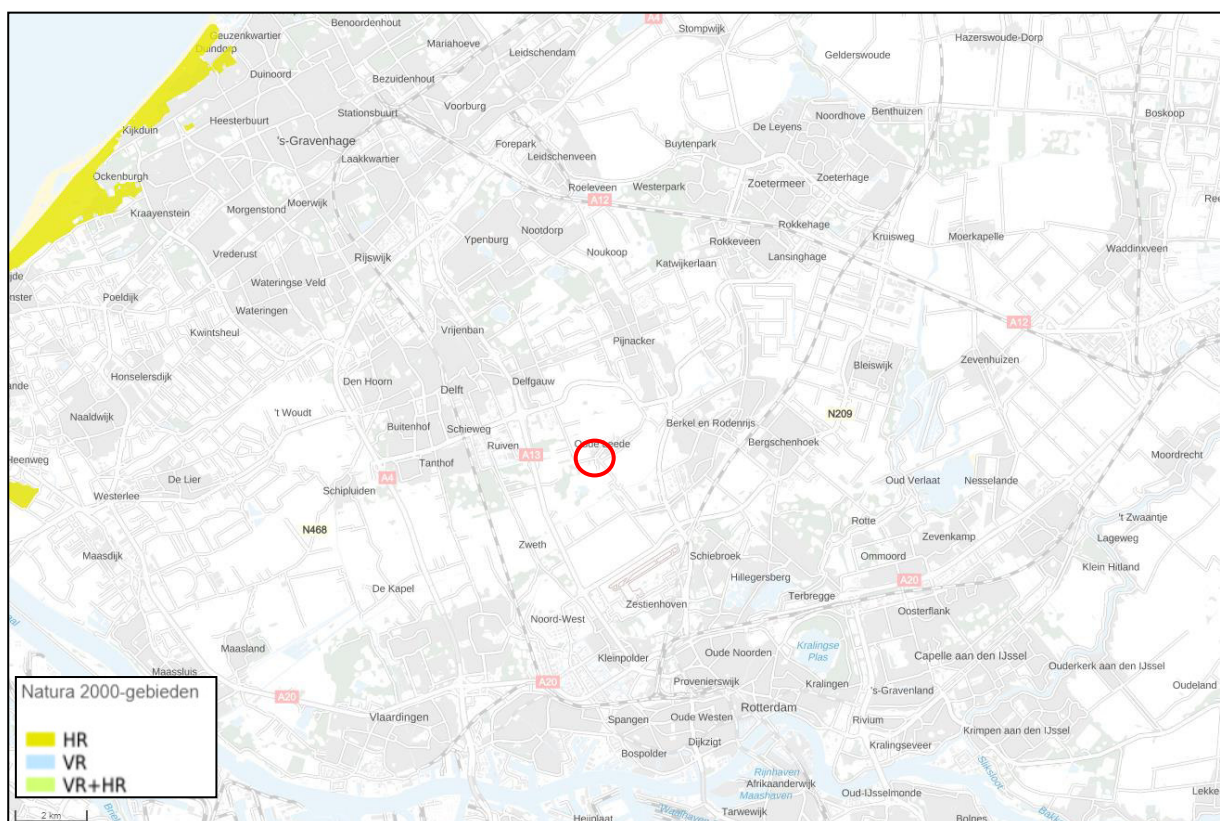 Benoordenhout
A4
Stompwijk
Hazerswoude-Dorp
Geuzenkwartier
Duindorp
Mariahoeve
Leidschendam
Gelderswoude
Duinoord
Bezuidenhout
Voorburg
Stationsbuurt
Noordhove
Benthuizen
Boskoop
Kijkduin
Heesterbuurt
's-Gravenhage
Forepark
Buytenpark
De Leyens
Laakkwartier
Leidschenveen
Ockenburgh
Roeleveen
Westerpark
Zoetermeer
Zoeterhage
A12
Kraayenstein
Morgenstond
Moerwijk
Nootdorp
Rokkehage
Ypenburg
Rokkeveen
Kruisweg
Moerkapelle
Waddinxveen
Vrederust
Rijswijk
Noukoop
Katwijkerlaan
Lansinghage
Wateringse Veld
Poeldijk
Wateringen
Kwintsheul
Vrijenban
A12
Pijnacker
Bleiswijk
Zevenhuizen
Honselersdijk
Den Hoorn
Delft
Delfgauw
Naaldwijk
't Woudt
N209
Buitenhof
Schieweg
Berkel en Rodenrijs
Bergschenhoek
Ruiven
A13
Moordrecht
Heenweg
De Lier
Tanthof
A4
Oud Verlaat
Nesselande
Westerlee
Schipluiden
Rotte
't Zwaantje
N468
Zevenkamp
Lageweg
Maasdijk
Zweth
Schiebroek
Ommoord
Klein Hitland
De Kapel
Hillegersberg
A20
Terbregge
Zestienhoven
Oosterflank
Noord-West
Maasland
Kralingse
Plas
Oude Noorden
Capelle aan den IJssel
Kleinpolder
Ouderkerk aan den IJssel
Maassluis
A20
A20
Provenierswijk
Kralingen
's-Gravenland
Oudeland
Vlaardingen
Spangen
Oude Westen
Rotterdam
Rivium
Krimpen aan den IJssel
Dijkzigt
Kralingseveer
Bospolder
Rijnhaven
Maashaven
Afrikaanderwijk
Oud-IJsselmonde
Sliksloot
Tarwewijk
Natura 2000-gebieden
HR
VR
VR+HR
2 km